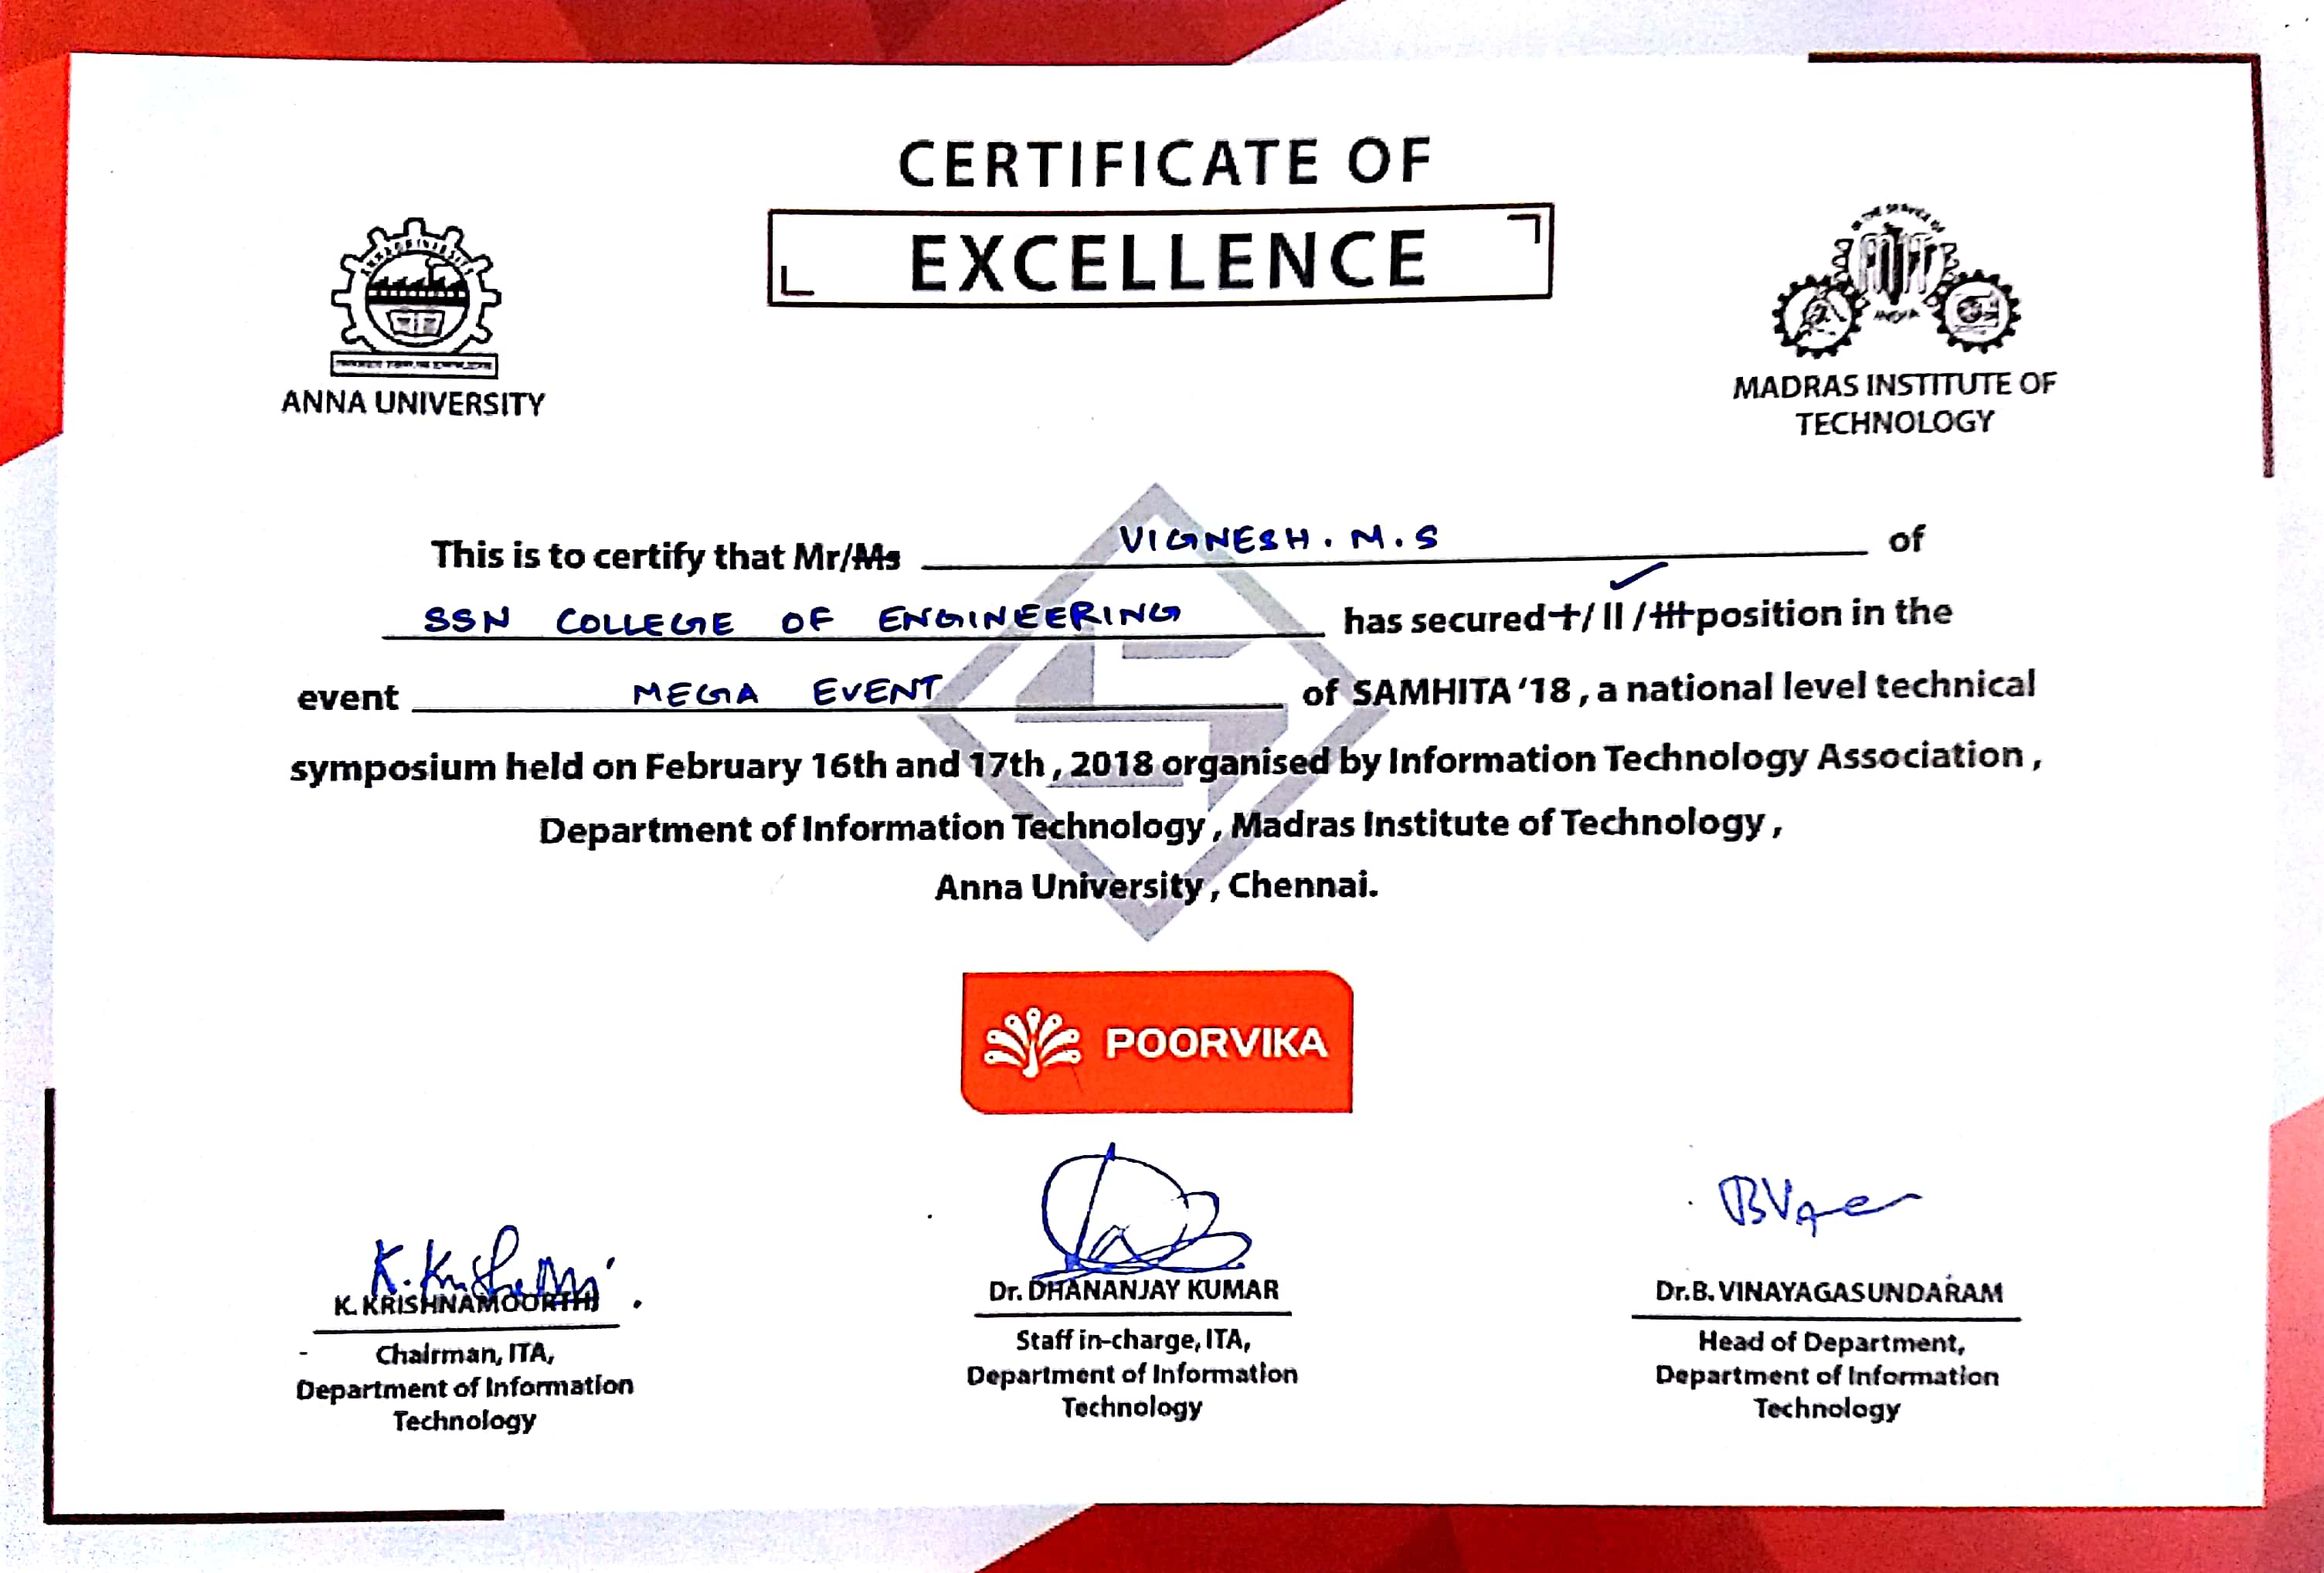 CERTIFICATE OF
EXCELLENCE
ANNA UNIVERSITY
MADRAS INSTITUTE OF
TECHNOLOGY
This is to certify that Mr/Ms VIGNESH. M. S of
SSN COLLEGE OF ENGINEERING has secured I/ II / III position in the
event MEGA EVENT of SAMHITA '18 , a national level technical
symposium held on February 16th and 17th , 2018 organised by Information Technology Association ,
Department of Information Technology , Madras Institute of Technology ,
Anna University , Chennai.
POORVIKA
K. KRISHNAMOORTHI
Chairman, ITA,
Department of Information
Technology
Dr. DHANANJAY KUMAR
Staff in-charge, ITA,
Department of Information
Technology
Dr.B. VINAYAGASUNDARAM
Head of Department,
Department of Information
Technology